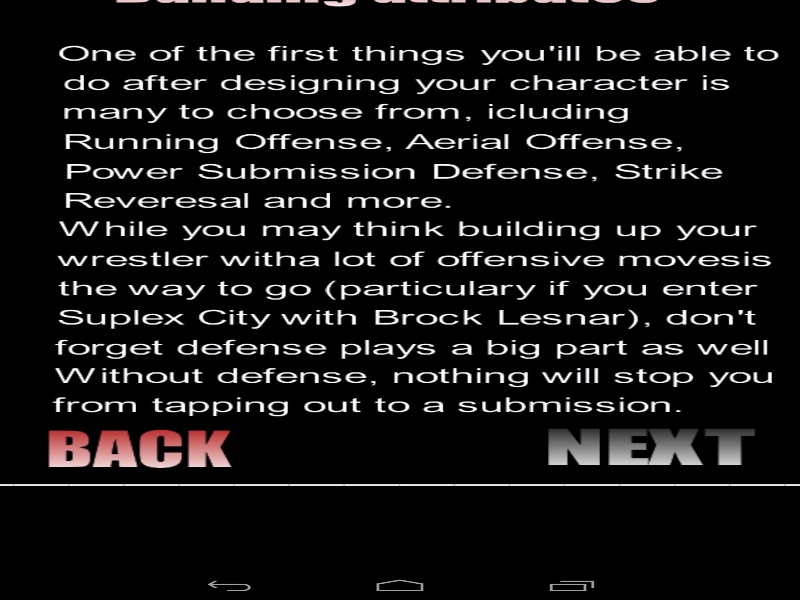 Building attributes
One of the first things you'ill be able to
do after designing your character is
many to choose from, icluding
Running Offense, Aerial Offense,
Power Submission Defense, Strike
Reveresal and more.
While you may think building up your
wrestler witha lot of offensive movesis
the way to go (particulary if you enter
Suplex City with Brock Lesnar), don't
forget defense plays a big part as well
Without defense, nothing will stop you
from tapping out to a submission.
BACK NEXT